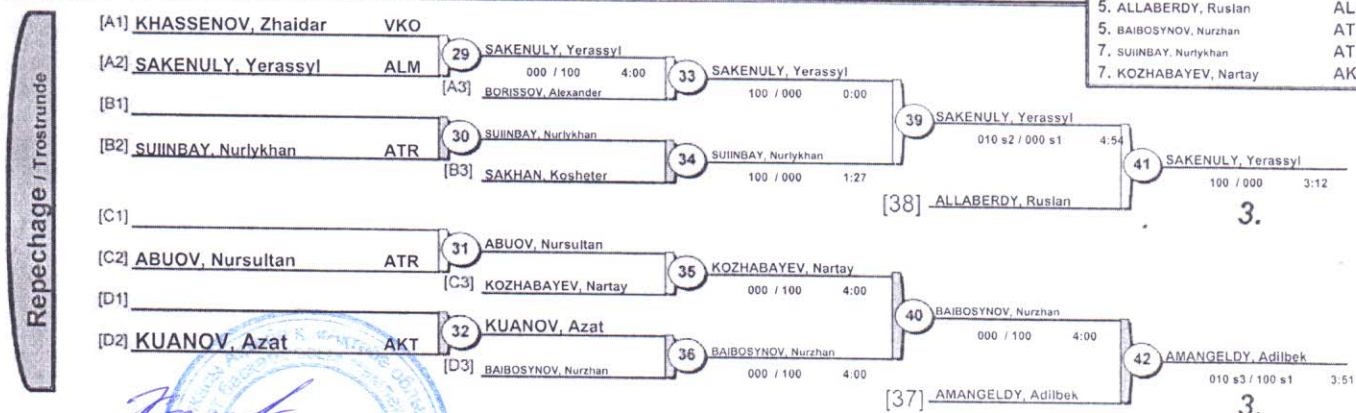 5. ALLABERDY, Ruslan AL
5. BAIBOSYNOV, Nurzhan AT
7. SUIINBAY, Nurlykhan AT
7. KOZHABAYEV, Nartay AK
Repechage / Trostrunde
[A1] KHASSENOV, Zhaidar VKO
[A2] SAKENULY, Yerassyl ALM
29 SAKENULY, Yerassyl
000 / 100 4:00
[A3] BORISSOV, Alexander
33 SAKENULY, Yerassyl
100 / 000 0:00
[B1]
[B2] SUIINBAY, Nurlykhan ATR
30 SUIINBAY, Nurlykhan
[B3] SAKHAN, Kosheter
34 SUIINBAY, Nurlykhan
100 / 000 1:27
39 SAKENULY, Yerassyl
010 s2 / 000 s1 4:54
[38] ALLABERDY, Ruslan
41 SAKENULY, Yerassyl
100 / 000 3:12
3.
[C1]
[C2] ABUOV, Nursultan ATR
31 ABUOV, Nursultan
[C3] KOZHABAYEV, Nartay
35 KOZHABAYEV, Nartay
000 / 100 4:00
[D1]
[D2] KUANOV, Azat AKT
32 KUANOV, Azat
[D3] BAIBOSYNOV, Nurzhan
36 BAIBOSYNOV, Nurzhan
000 / 100 4:00
40 BAIBOSYNOV, Nurzhan
000 / 100 4:00
[37] AMANGELDY, Adilbek
42 AMANGELDY, Adilbek
010 s3 / 100 s1 3:51
3.